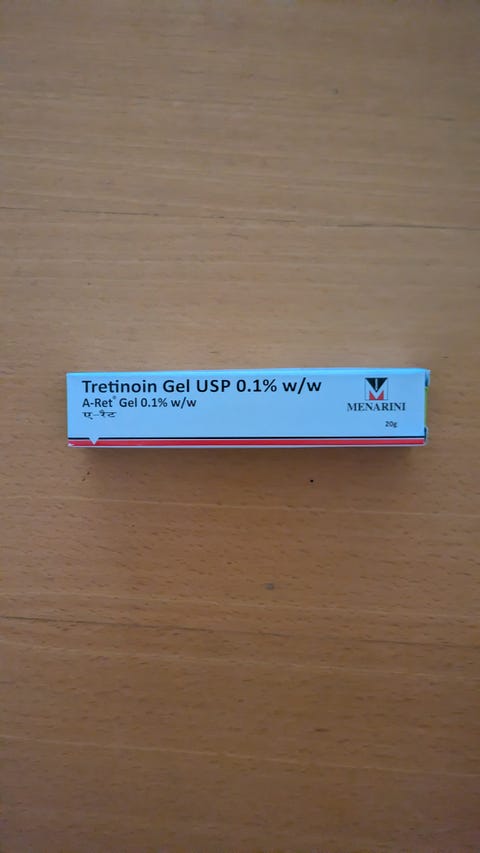 Tretinoin Gel USP 0.1% w/w
A-Ret® Gel 0.1% w/w
ए-रैट
MENARINI
20g